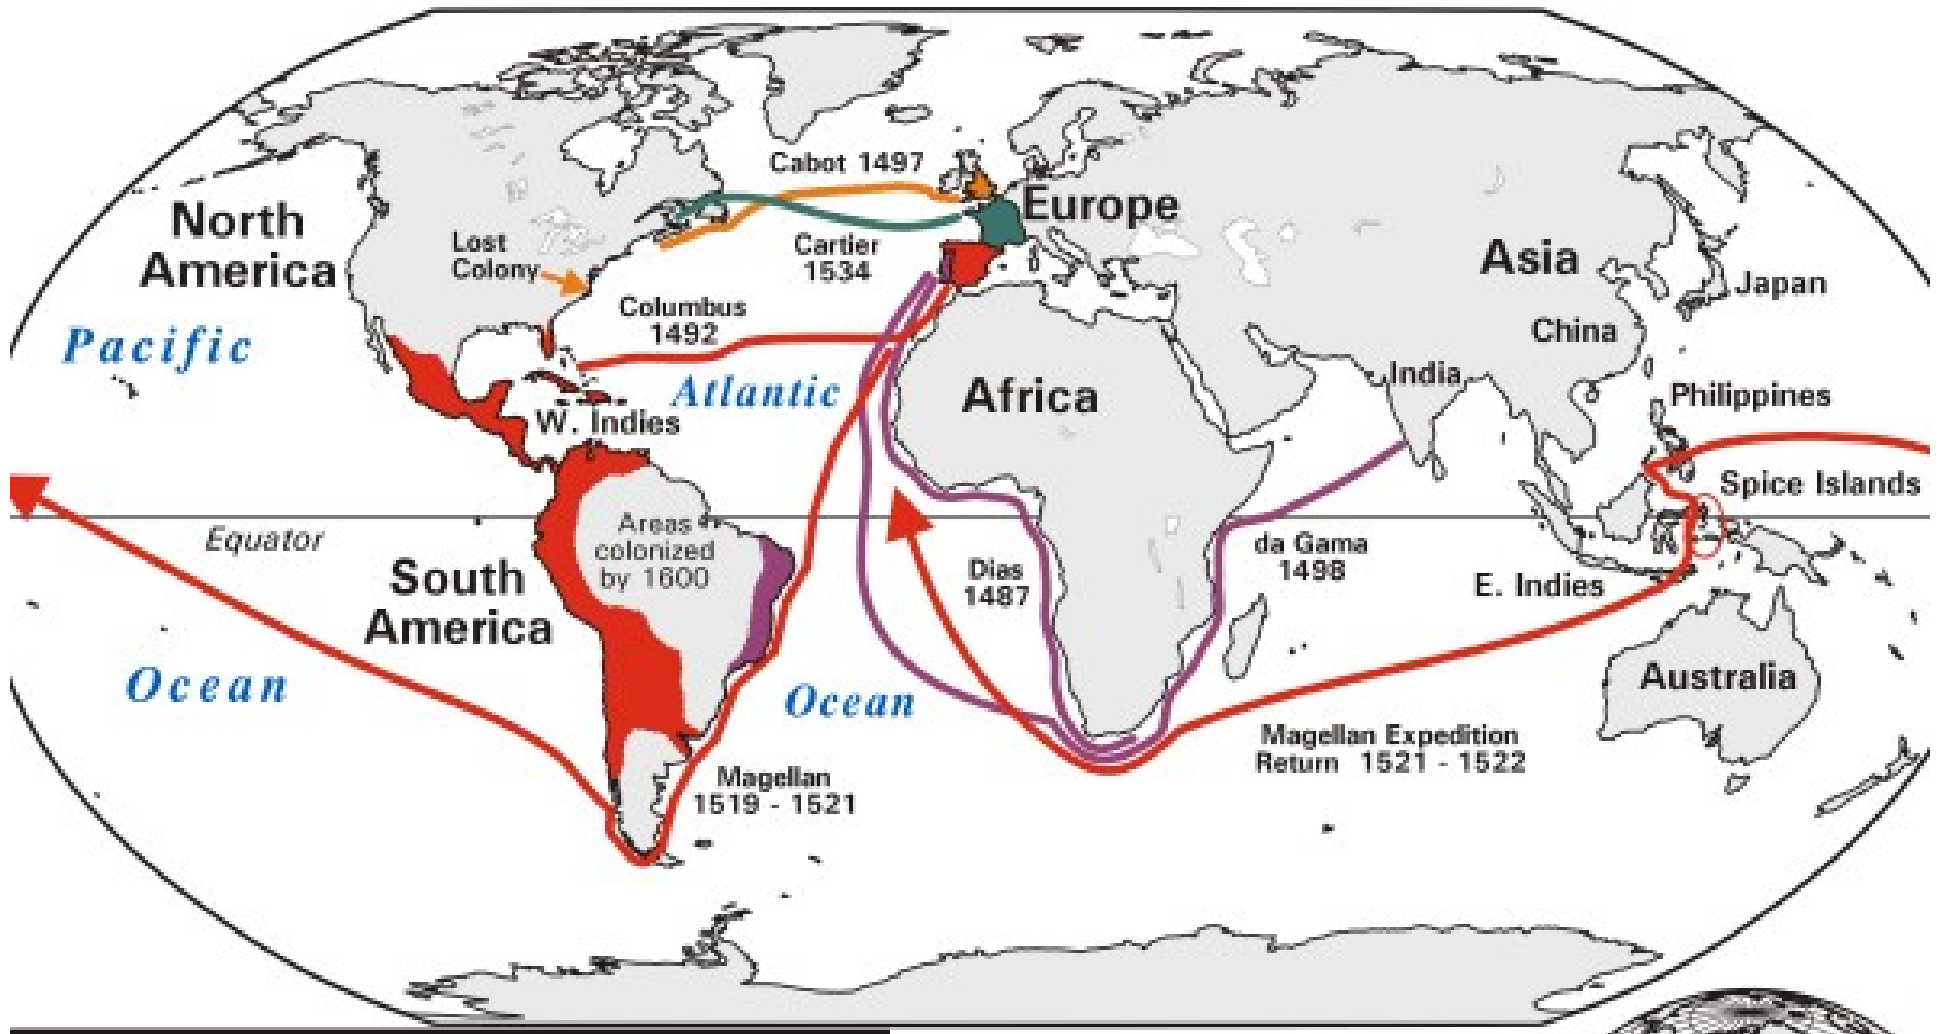 Cabot 1497
North
America
Europe
Lost
Colony
Cartier
1534
Asia
Japan
Columbus
1492
China
Pacific
India
Atlantic
Africa
Philippines
W. Indies
Spice Islands
Equator
Areas
colonized
by 1600
da Gama
1498
South
America
Dias
1487
E. Indies
Ocean
Ocean
Australia
Magellan
1519 - 1521
Magellan Expedition
Return 1521 - 1522